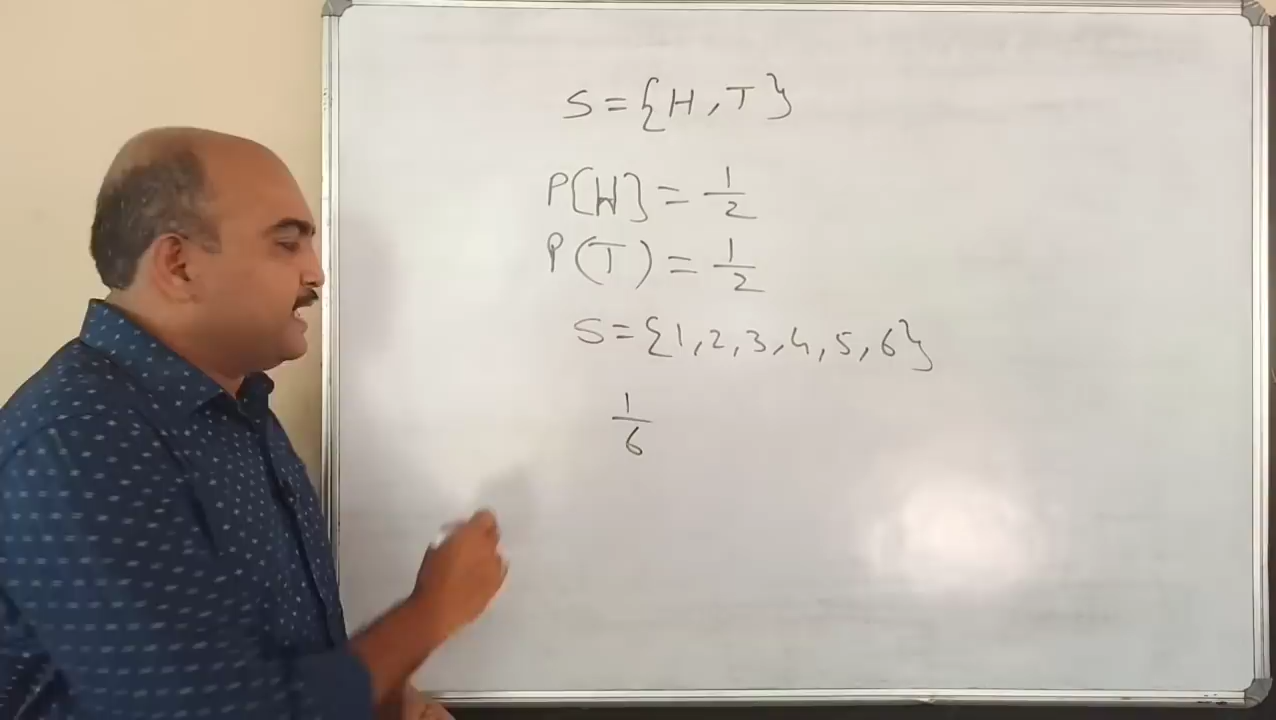 S={H,T}
P[H]=1/2
P(T)=1/2
S={1,2,3,4,5,6}
1/6